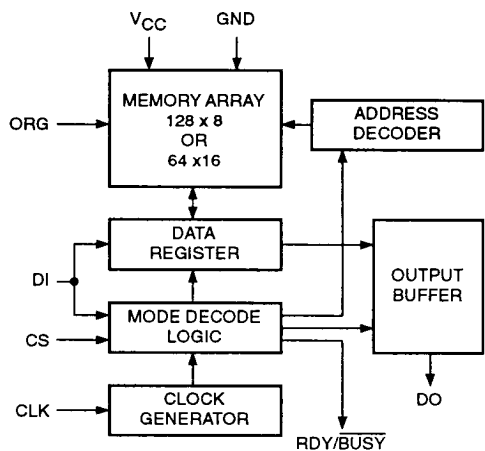 VCC
GND
ORG
MEMORY ARRAY
128 x 8
OR
64 x16
ADDRESS
DECODER
DATA
REGISTER
DI
OUTPUT
BUFFER
MODE DECODE
LOGIC
CS
CLK
CLOCK
GENERATOR
DO
RDY/BUSY